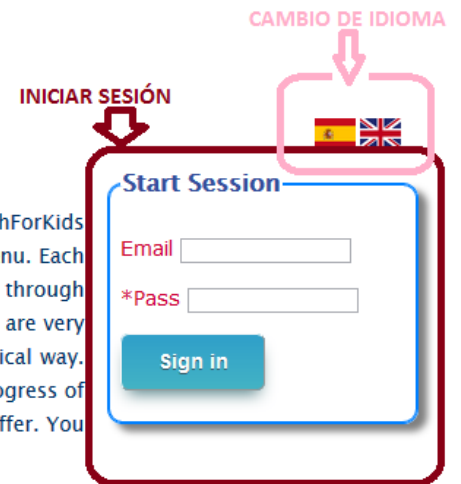 CAMBIO DE IDIOMA
INICIAR SESIÓN
Start Session
Email
*Pass
Sign in
hForKids
nu. Each
through
are very
ical way.
ogress of
ffer. You